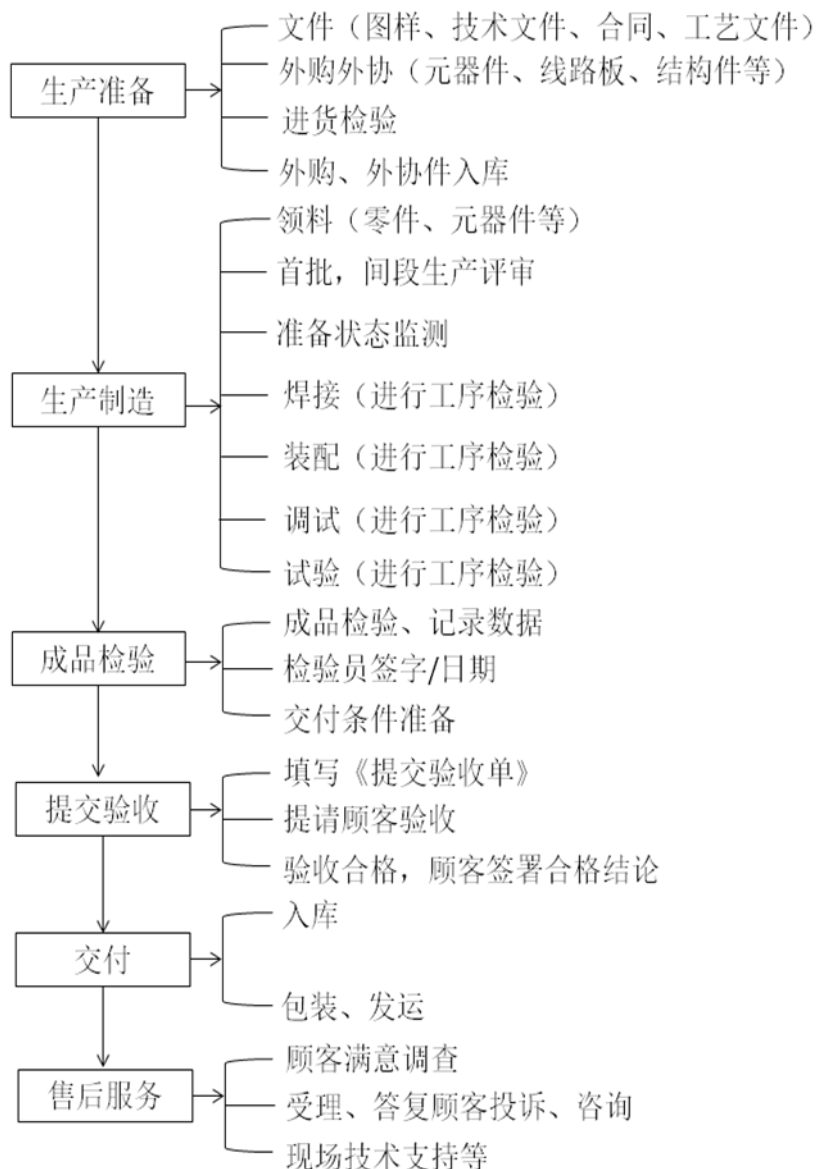 生产准备
文件（图样、技术文件、合同、工艺文件）
外购外协（元器件、线路板、结构件等）
进货检验
外购、外协件入库
生产制造
领料（零件、元器件等）
首批，间段生产评审
准备状态监测
焊接（进行工序检验）
装配（进行工序检验）
调试（进行工序检验）
试验（进行工序检验）
成品检验
成品检验、记录数据
检验员签字/日期
交付条件准备
提交验收
填写《提交验收单》
提请顾客验收
验收合格，顾客签署合格结论
交付
入库
包装、发运
售后服务
顾客满意调查
受理、答复顾客投诉、咨询
现场技术支持等